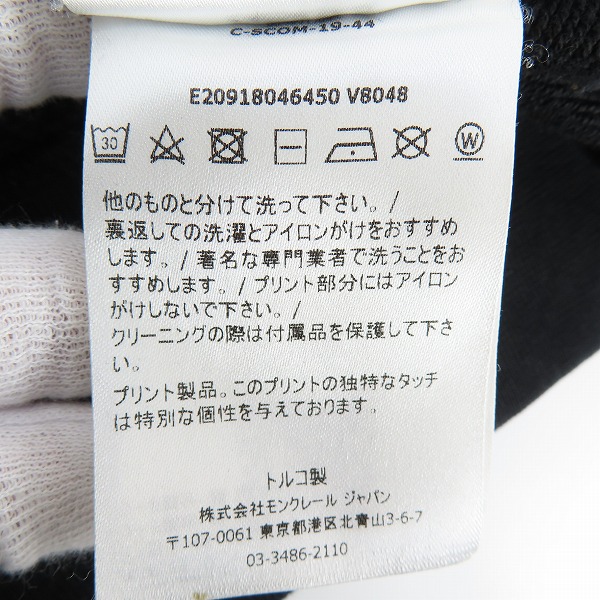 C-SCOM-19-44
E20918046450 V8048
30
W
他のものと分けて洗って下さい。/
裏返しての洗濯とアイロンがけをおすすめ
します。/ 著名な専門業者で洗うことをお
すすめします。/ プリント部分にはアイロン
がけしないで下さい。/
クリーニングの際は付属品を保護して下さ
い。
プリント製品。このプリントの独特なタッチ
は特別な個性を与えております。
トルコ製
株式会社モンクレール ジャパン
〒107-0061 東京都港区北青山3-6-7
03-3486-2110